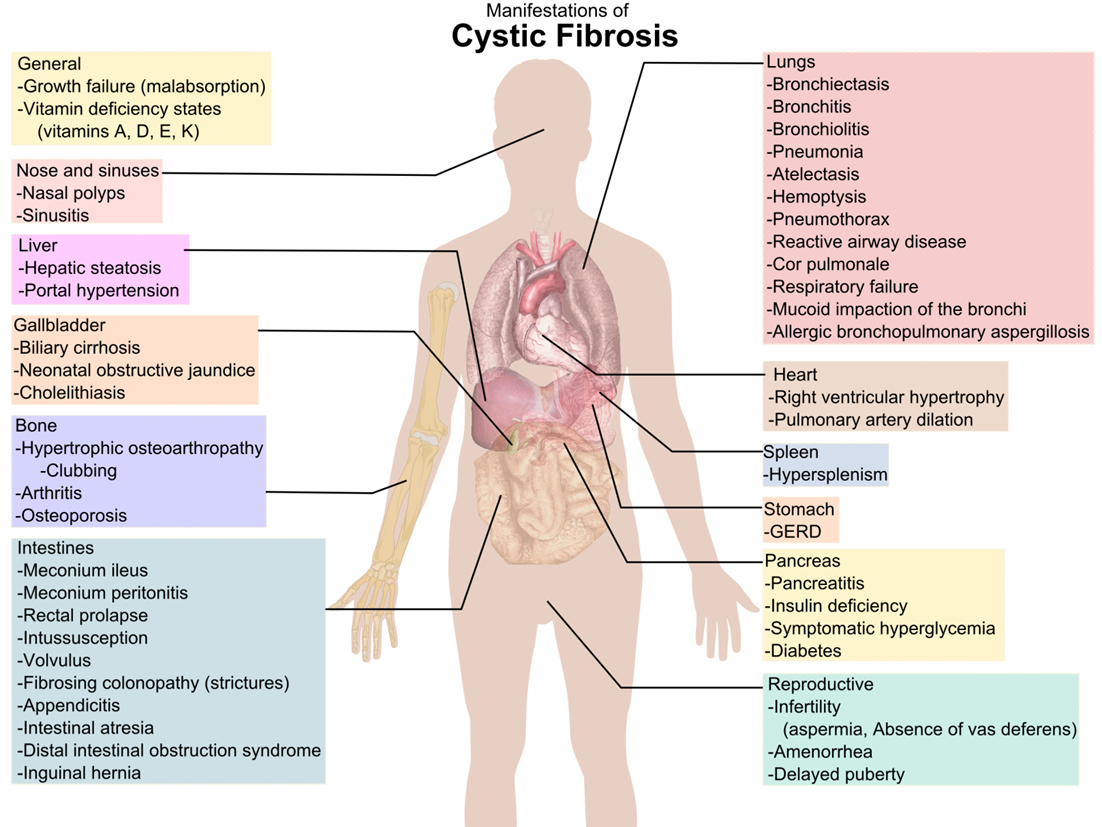 Manifestations of
Cystic Fibrosis
General
-Growth failure (malabsorption)
-Vitamin deficiency states
(vitamins A, D, E, K)
Nose and sinuses
-Nasal polyps
-Sinusitis
Liver
-Hepatic steatosis
-Portal hypertension
Gallbladder
-Biliary cirrhosis
-Neonatal obstructive jaundice
-Cholelithiasis
Bone
-Hypertrophic osteoarthropathy
-Clubbing
-Arthritis
-Osteoporosis
Intestines
-Meconium ileus
-Meconium peritonitis
-Rectal prolapse
-Intussusception
-Volvulus
-Fibrosing colonopathy (strictures)
-Appendicitis
-Intestinal atresia
-Distal intestinal obstruction syndrome
-Inguinal hernia
Lungs
-Bronchiectasis
-Bronchitis
-Bronchiolitis
-Pneumonia
-Atelectasis
-Hemoptysis
-Pneumothorax
-Reactive airway disease
-Cor pulmonale
-Respiratory failure
-Mucoid impaction of the bronchi
-Allergic bronchopulmonary aspergillosis
Heart
-Right ventricular hypertrophy
-Pulmonary artery dilation
Spleen
-Hypersplenism
Stomach
-GERD
Pancreas
-Pancreatitis
-Insulin deficiency
-Symptomatic hyperglycemia
-Diabetes
Reproductive
-Infertility
(aspermia, Absence of vas deferens)
-Amenorrhea
-Delayed puberty